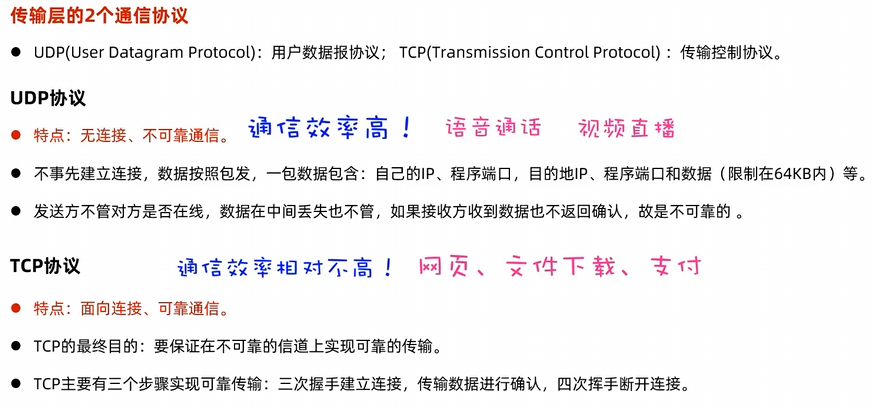 传输层的2个通信协议
● UDP(User Datagram Protocol)：用户数据报协议； TCP(Transmission Control Protocol) ：传输控制协议。
UDP协议
● 特点：无连接、不可靠通信。 通信效率高！ 语音通话 视频直播
● 不事先建立连接，数据按照包发，一包数据包含：自己的IP、程序端口，目的地IP、程序端口和数据（限制在64KB内）等。
● 发送方不管对方是否在线，数据在中间丢失也不管，如果接收方收到数据也不返回确认，故是不可靠的 。
TCP协议 通信效率相对不高！ 网页、文件下载、支付
● 特点：面向连接、可靠通信。
● TCP的最终目的：要保证在不可靠的信道上实现可靠的传输。
● TCP主要有三个步骤实现可靠传输：三次握手建立连接，传输数据进行确认，四次挥手断开连接。